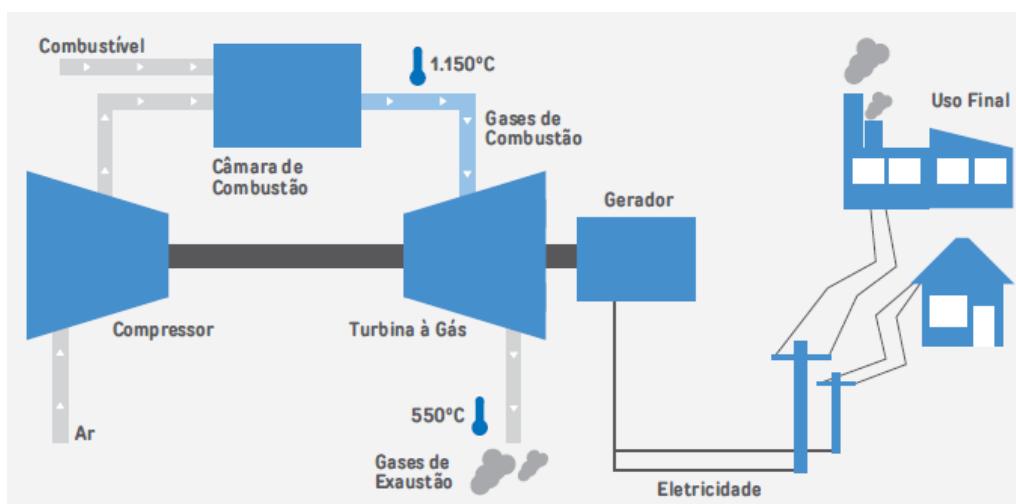 Combustível
1.150ºC
Uso Final
Gases de
Combustão
Câmara de
Combustão
Gerador
Compressor
Turbina à Gás
550ºC
Ar
Gases de
Exaustão
Eletricidade